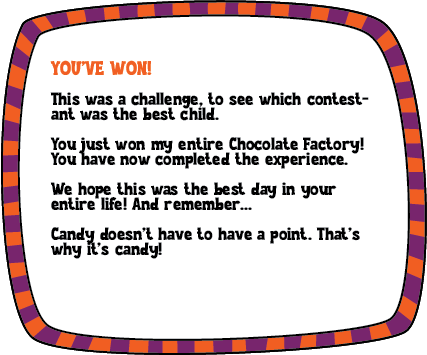 YOU'VE WON!
This was a challenge, to see which contest-
ant was the best child.
You just won my entire Chocolate Factory!
You have now completed the experience.
We hope this was the best day in your
entire life! And remember...
Candy doesn't have to have a point. That's
why it's candy!